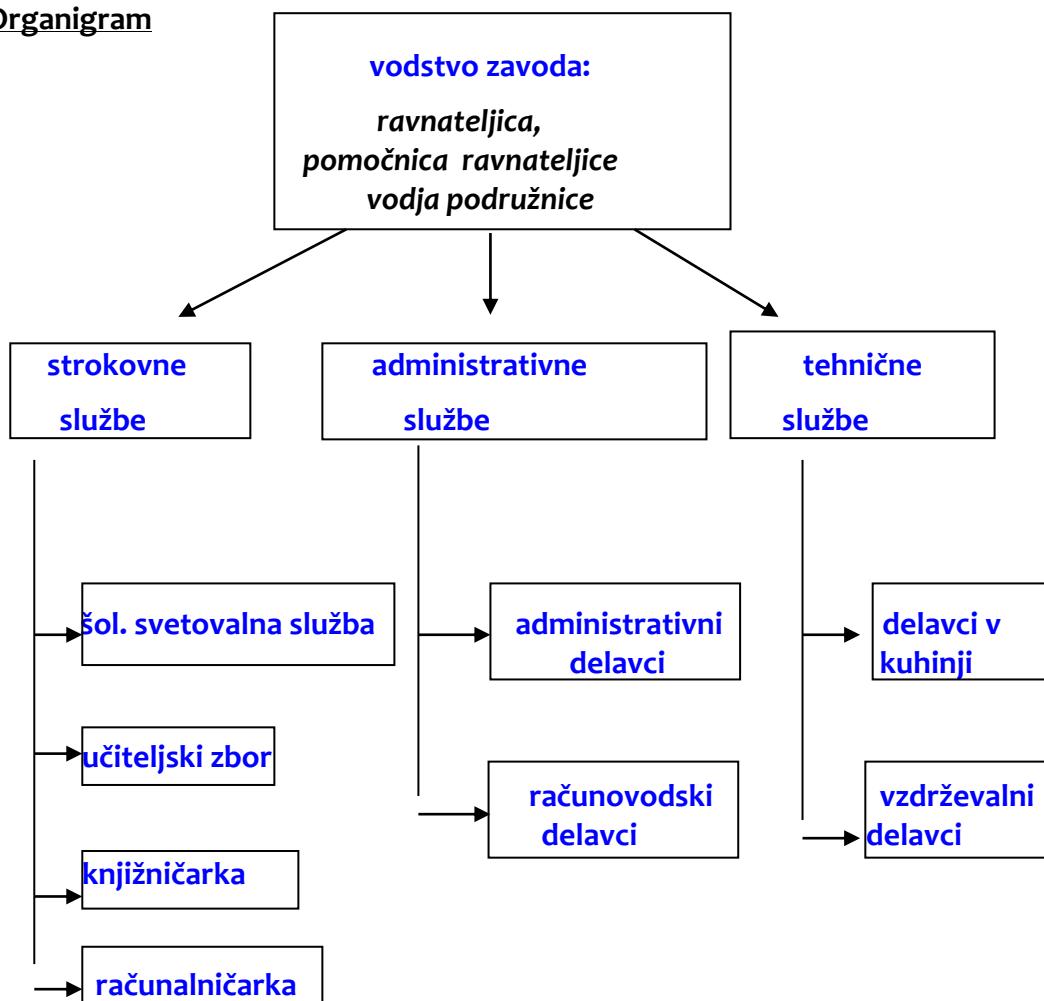 Organigram
vodstvo zavoda:
ravnateljica,
pomočnica ravnateljice
vodja podružnice
strokovne
službe
administrativne
službe
tehnične
službe
šol. svetovalna služba
učiteljski zbor
knjižničarka
računalničarka
administrativni
delavci
računovodski
delavci
delavci v
kuhinji
vzdrževalni
delavci